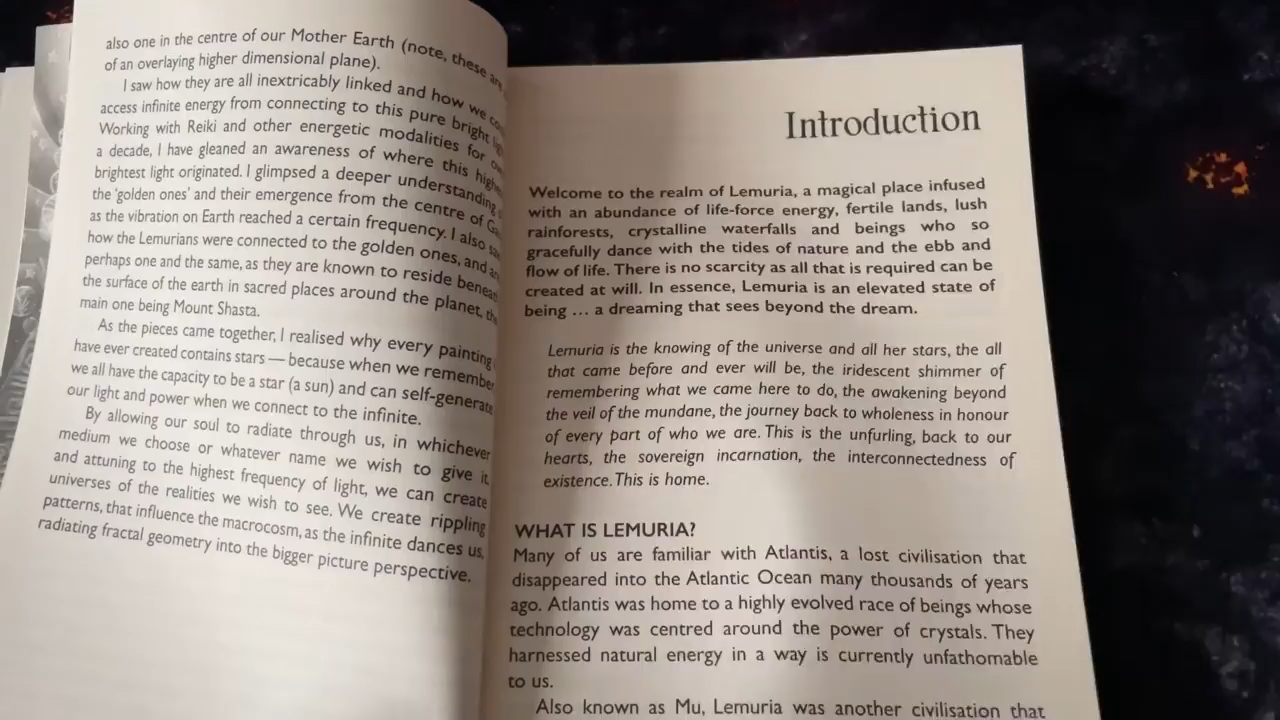 also one in the centre of our Mother Earth (note, these are
of an overlaying higher dimensional plane).
I saw how they are all inextricably linked and how we
access infinite energy from connecting to this pure bright
Working with Reiki and other energetic modalities for
a decade, I have gleaned an awareness of where this
brightest light originated. I glimpsed a deeper understanding
the ‘golden ones’ and their emergence from the centre of
as the vibration on Earth reached a certain frequency. I also
how the Lemurians were connected to the golden ones, and
perhaps one and the same, as they are known to reside
the surface of the earth in sacred places around the planet,
main one being Mount Shasta.
As the pieces came together, I realised why every painting
have ever created contains stars — because when we remember
we all have the capacity to be a star (a sun) and can self-generate
our light and power when we connect to the infinite.
By allowing our soul to radiate through us, in whichever
medium we choose or whatever name we wish to give it,
and attuning to the highest frequency of light, we can create
universes of the realities we wish to see. We create rippling
patterns, that influence the macrocosm, as the infinite dances us,
radiating fractal geometry into the bigger picture perspective.
Introduction
Welcome to the realm of Lemuria, a magical place infused
with an abundance of life-force energy, fertile lands, lush
rainforests, crystalline waterfalls and beings who so
gracefully dance with the tides of nature and the ebb and
flow of life. There is no scarcity as all that is required can be
created at will. In essence, Lemuria is an elevated state of
being ... a dreaming that sees beyond the dream.
Lemuria is the knowing of the universe and all her stars, the all
that came before and ever will be, the iridescent shimmer of
remembering what we came here to do, the awakening beyond
the veil of the mundane, the journey back to wholeness in honour
of every part of who we are. This is the unfurling, back to our
hearts, the sovereign incarnation, the interconnectedness of
existence. This is home.
WHAT IS LEMURIA?
Many of us are familiar with Atlantis, a lost civilisation that
disappeared into the Atlantic Ocean many thousands of years
ago. Atlantis was home to a highly evolved race of beings whose
technology was centred around the power of crystals. They
harnessed natural energy in a way is currently unfathomable
to us.
Also known as Mu, Lemuria was another civilisation that